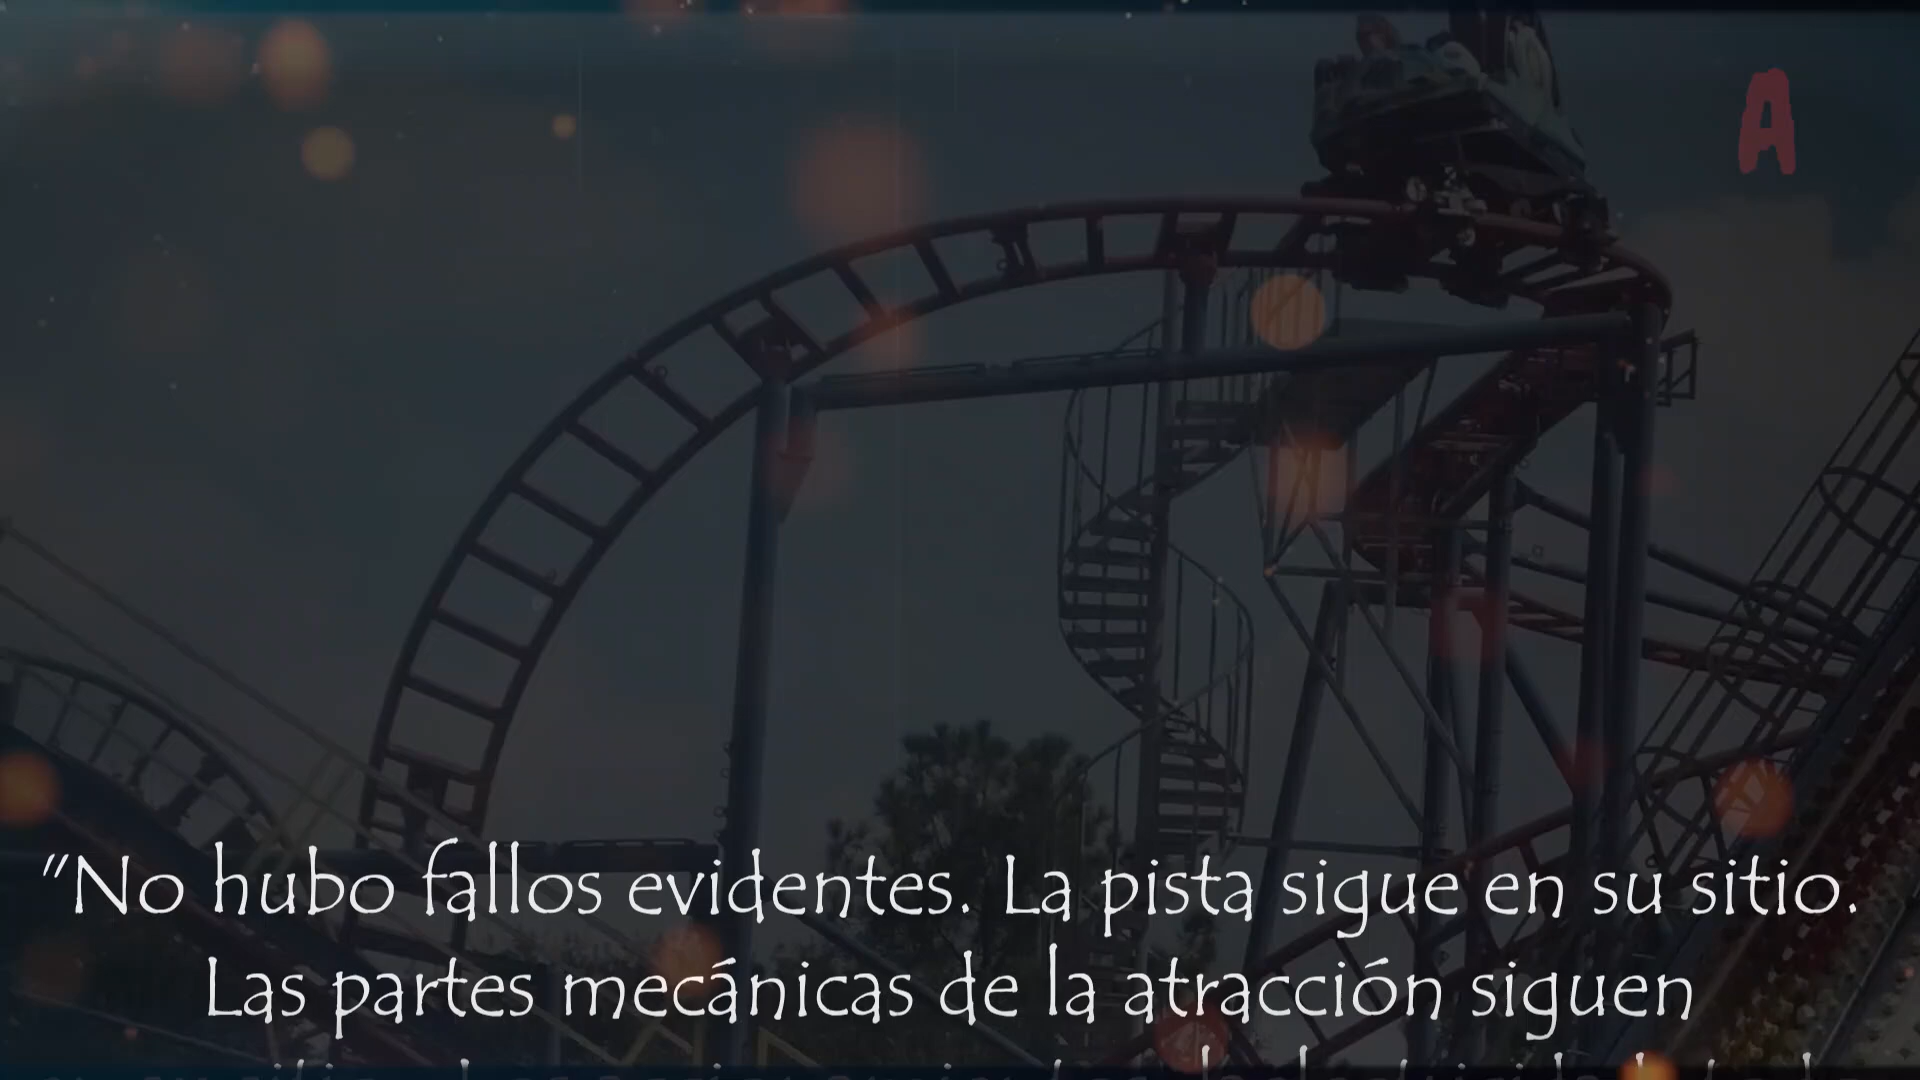 A
“No hubo fallos evidentes. La pista sigue en su sitio.
Las partes mecánicas de la atracción siguen